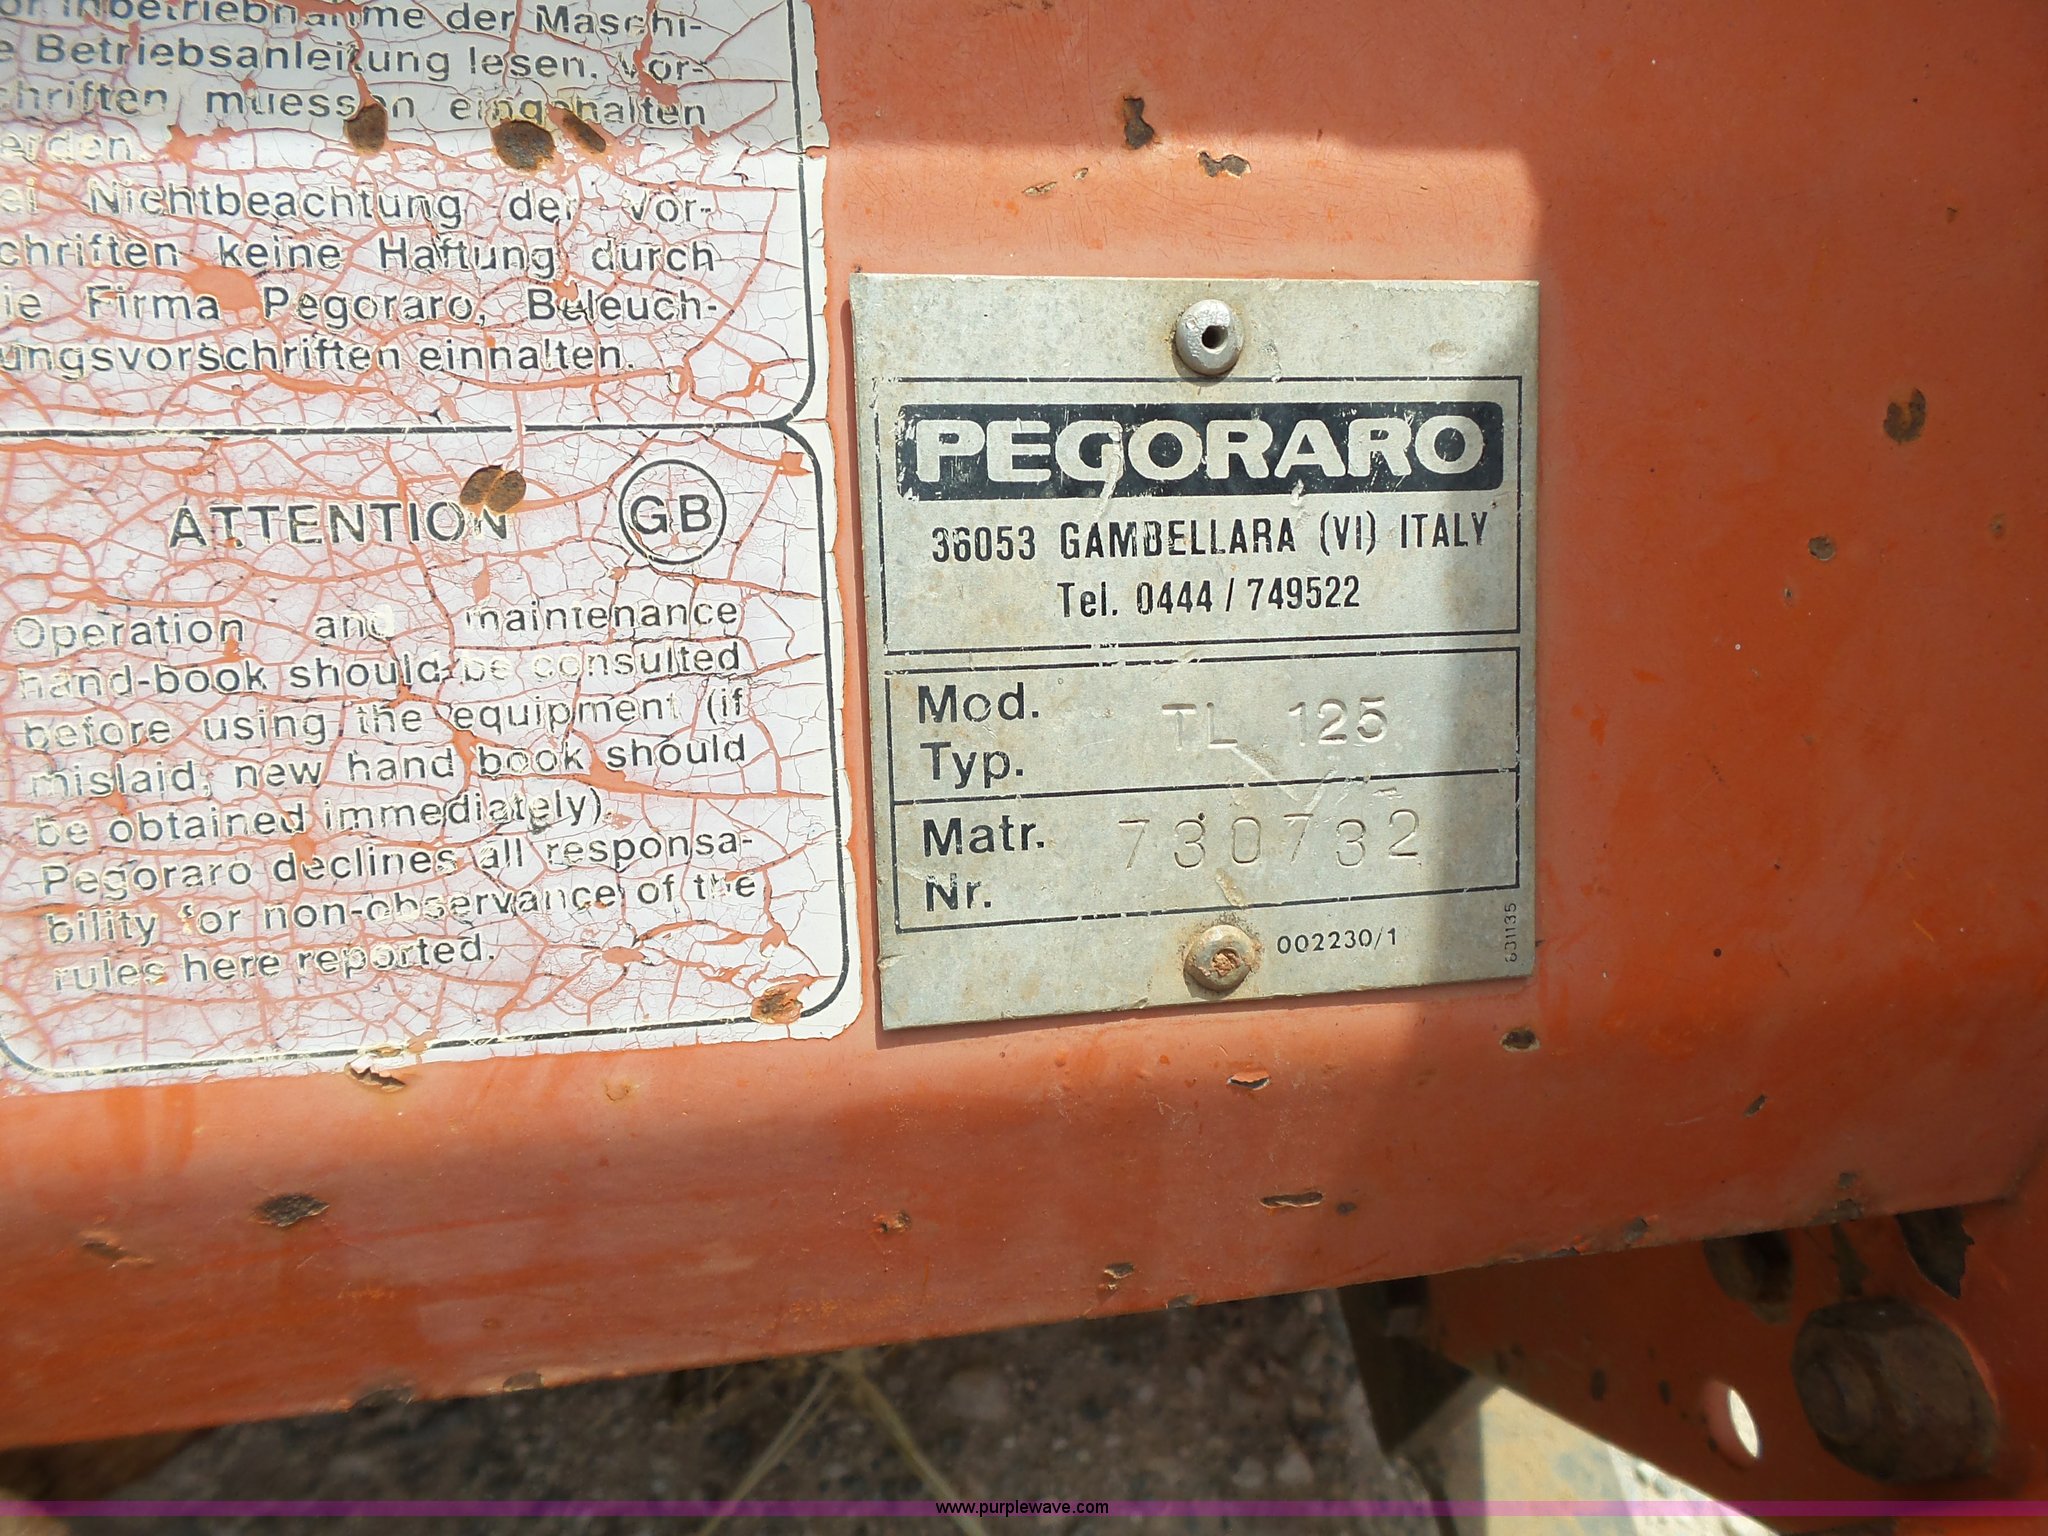 Inbetriebnahme der Maschi-
Betriebsanleitung lesen. Vor-
chriften muessen eingehalten
erden.
ei Nichtbeachtung der Vor-
chriften keine Haftung durch
ie Firma Pegoraro, Beleuch-
ungsvorschriften einhalten.
ATTENTION GB
Operation and maintenance
hand-book should be consulted
before using the equipment (if
mislaid, new hand book should
be obtained immediately).
Pegoraro declines all responsa-
bility for non-observance of the
rules here reported.
PEGORARO
36053 GAMBELLARA (VI) ITALY
Tel. 0444 / 749522
Mod. TL 125
Typ.
Matr. 730732
Nr.
002230/1
www.purplewave.com